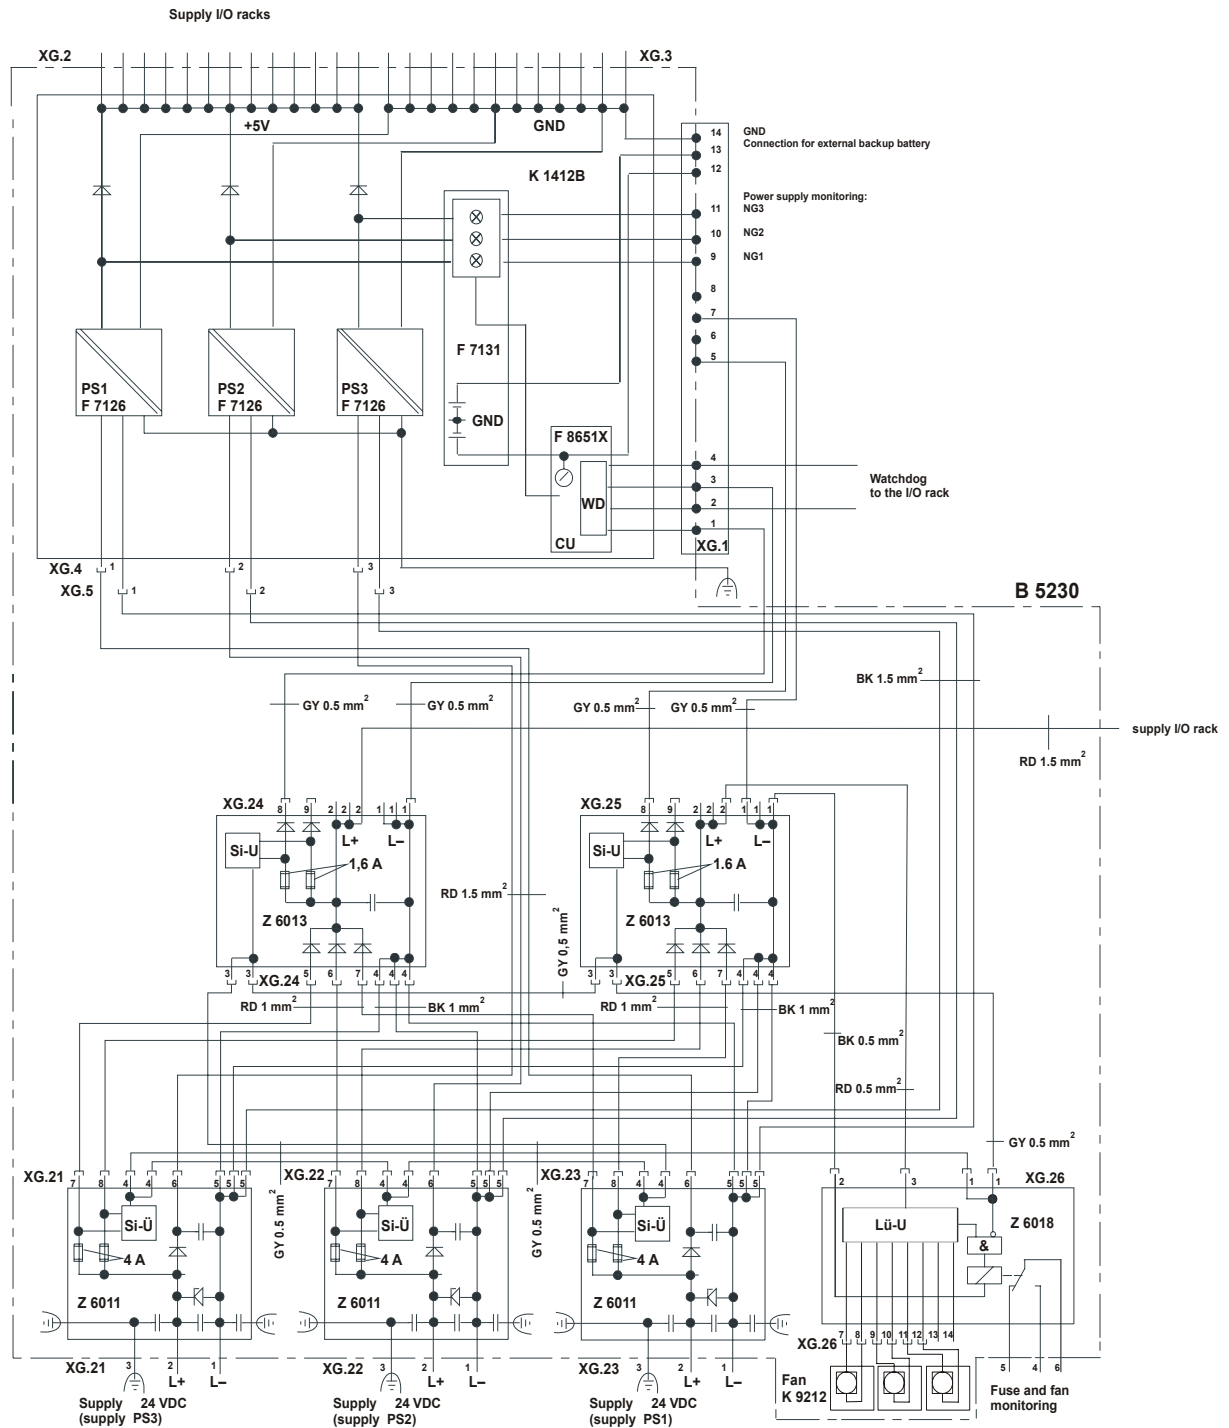 Supply I/O racks
XG.2
XG.3
+5V
GND
K 1412B
14
GND
13
Connection for external backup battery
12
Power supply monitoring:
11
NG3
10
NG2
9
NG1
8
7
6
5
F 7131
PS1
F 7126
PS2
F 7126
PS3
F 7126
GND
F 8651X
WD
CU
4
3
2
1
XG.1
Watchdog
to the I/O rack
XG.4
1
2
3
XG.5
1
2
3
B 5230
BK 1.5 mm²
GY 0.5 mm²
GY 0.5 mm²
GY 0.5 mm²
GY 0.5 mm²
supply I/O rack
RD 1.5 mm²
XG.24
8 9 2 2 2 1 1 1
XG.25
8 9 2 2 2 1 1 1
Si-U
L+
L–
1,6 A
Z 6013
Si-U
L+
L–
1.6 A
Z 6013
RD 1.5 mm²
GY 0,5 mm²
3 3
XG.24
5 6 7 4 4 4
3 3
XG.25
5 6 7 4 4 4
RD 1 mm²
BK 1 mm²
RD 1 mm²
BK 1 mm²
BK 0.5 mm²
RD 0.5 mm²
GY 0.5 mm²
XG.21
7 8 4 4 6 5 5 5
XG.22
7 8 4 4 6 5 5 5
XG.23
7 8 4 4 6 5 5 5
2 3 1 1
XG.26
GY 0.5 mm²
GY 0.5 mm²
Si-Ü
4 A
Z 6011
Si-Ü
4 A
Z 6011
Si-Ü
4 A
Z 6011
Lü-U
Z 6018
&
XG.26
7 8 9 10 11 12 13 14
5 4 6
XG.21
3 2 1
L+
L–
XG.22
3 2 1
L+
L–
XG.23
3 2 1
L+
L–
Supply 24 VDC
(supply PS3)
Supply 24 VDC
(supply PS2)
Supply 24 VDC
(supply PS1)
Fan
K 9212
Fuse and fan
monitoring